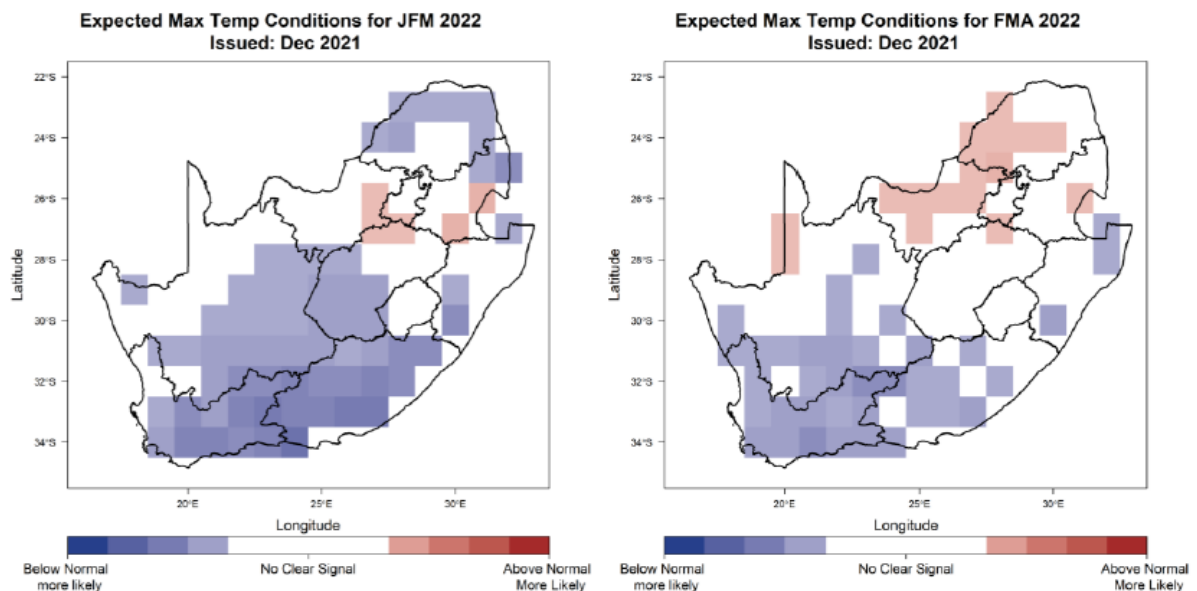 Expected Max Temp Conditions for JFM 2022
Issued: Dec 2021
22°S
24°S
26°S
28°S
30°S
32°S
34°S
Latitude
20°E 25°E 30°E
Longitude
Below Normal
more likely
No Clear Signal
Above Normal
More Likely
Expected Max Temp Conditions for FMA 2022
Issued: Dec 2021
22°S
24°S
26°S
28°S
30°S
32°S
34°S
Latitude
20°E 25°E 30°E
Longitude
Below Normal
more likely
No Clear Signal
Above Normal
More Likely